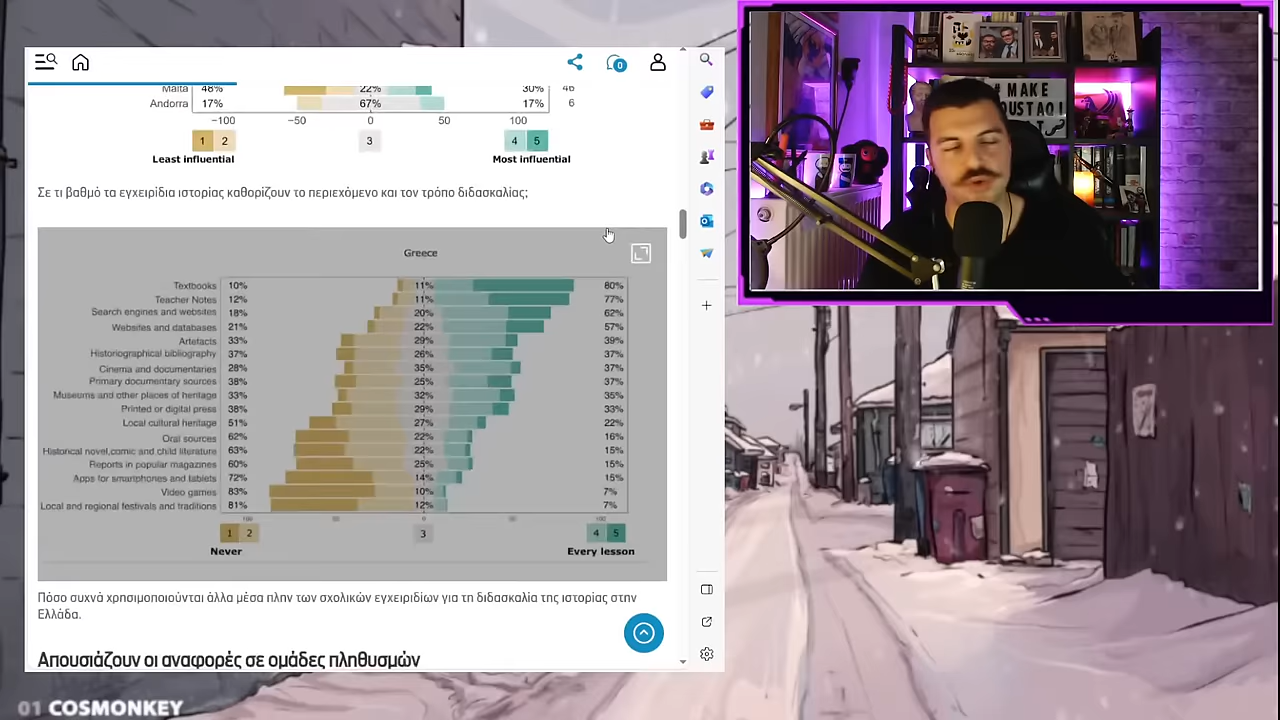 0
Malta 48% 22% 30% 46
Andorra 17% 67% 17% 6
−100 −50 0 50 100
1 2 3 4 5
Least influential Most influential
Σε τι βαθμό τα εγχειρίδια ιστορίας καθορίζουν το περιεχόμενο και τον τρόπο διδασκαλίας;
Greece
Textbooks 10% 11% 80%
Teacher Notes 12% 11% 77%
Search engines and websites 18% 20% 62%
Websites and databases 21% 22% 57%
Artefacts 33% 29% 39%
Historiographical bibliography 37% 26% 37%
Cinema and documentaries 28% 35% 37%
Primary documentary sources 38% 25% 37%
Museums and other places of heritage 33% 32% 35%
Printed or digital press 38% 29% 33%
Local cultural heritage 51% 27% 22%
Oral sources 62% 22% 16%
Historical novel,comic and child literature 63% 22% 15%
Reports in popular magazines 60% 25% 15%
Apps for smartphones and tablets 72% 14% 15%
Video games 83% 10% 7%
Local and regional festivals and traditions 81% 12% 7%
100 50 0 50 100
1 2 3 4 5
Never Every lesson
Πόσο συχνά χρησιμοποιούνται άλλα μέσα πλην των σχολικών εγχειριδίων για τη διδασκαλία της ιστορίας στην
Ελλάδα.
Απουσιάζουν οι αναφορές σε ομάδες πληθυσμών
# MAKE
01 COSMONKEY